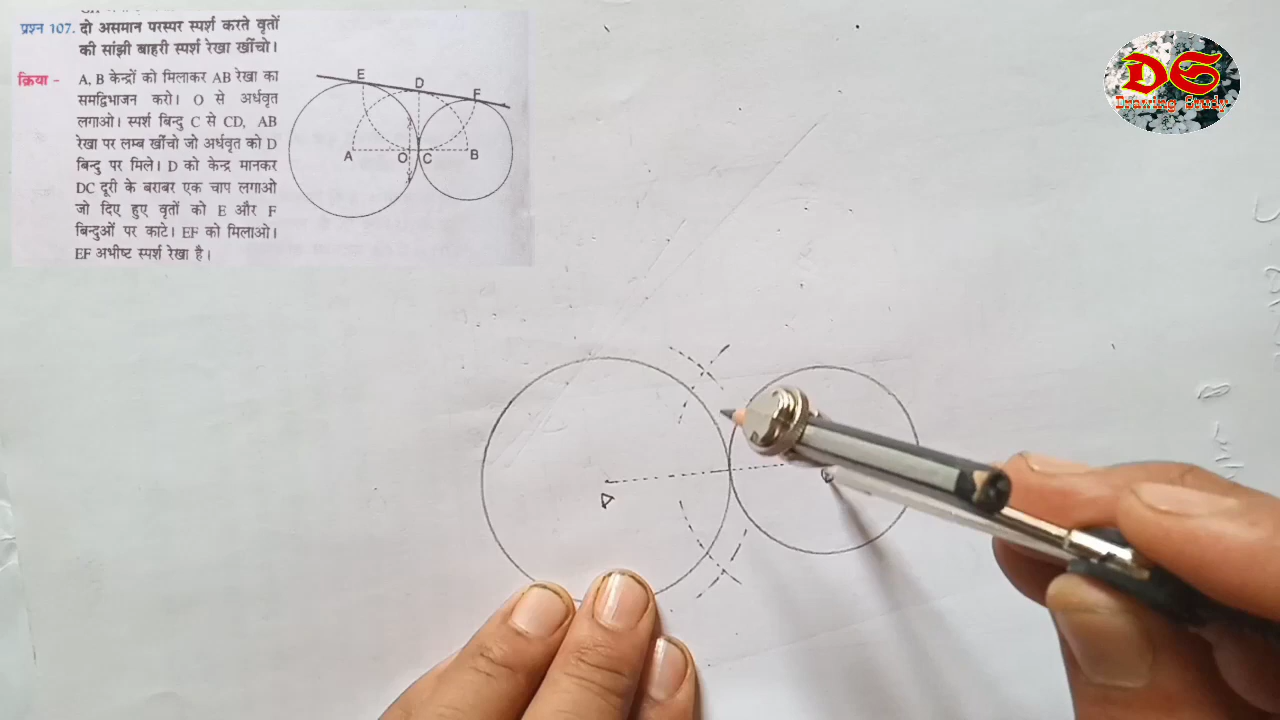 प्रश्न 107. दो असमान परस्पर स्पर्श करते वृतों
की सांझी बाहरी स्पर्श रेखा खींचो।
क्रिया - A, B केन्द्रों को मिलाकर AB रेखा का
समद्विभाजन करो। O से अर्धवृत
लगाओ। स्पर्श बिन्दु C से CD, AB
रेखा पर लम्ब खींचो जो अर्धवृत को D
बिन्दु पर मिले। D को केन्द्र मानकर
DC दूरी के बराबर एक चाप लगाओ
जो दिए हुए वृतों को E और F
बिन्दुओं पर काटे। EF को मिलाओ।
EF अभीष्ट स्पर्श रेखा है।
E D F
A O C B
DS
Drawing Study